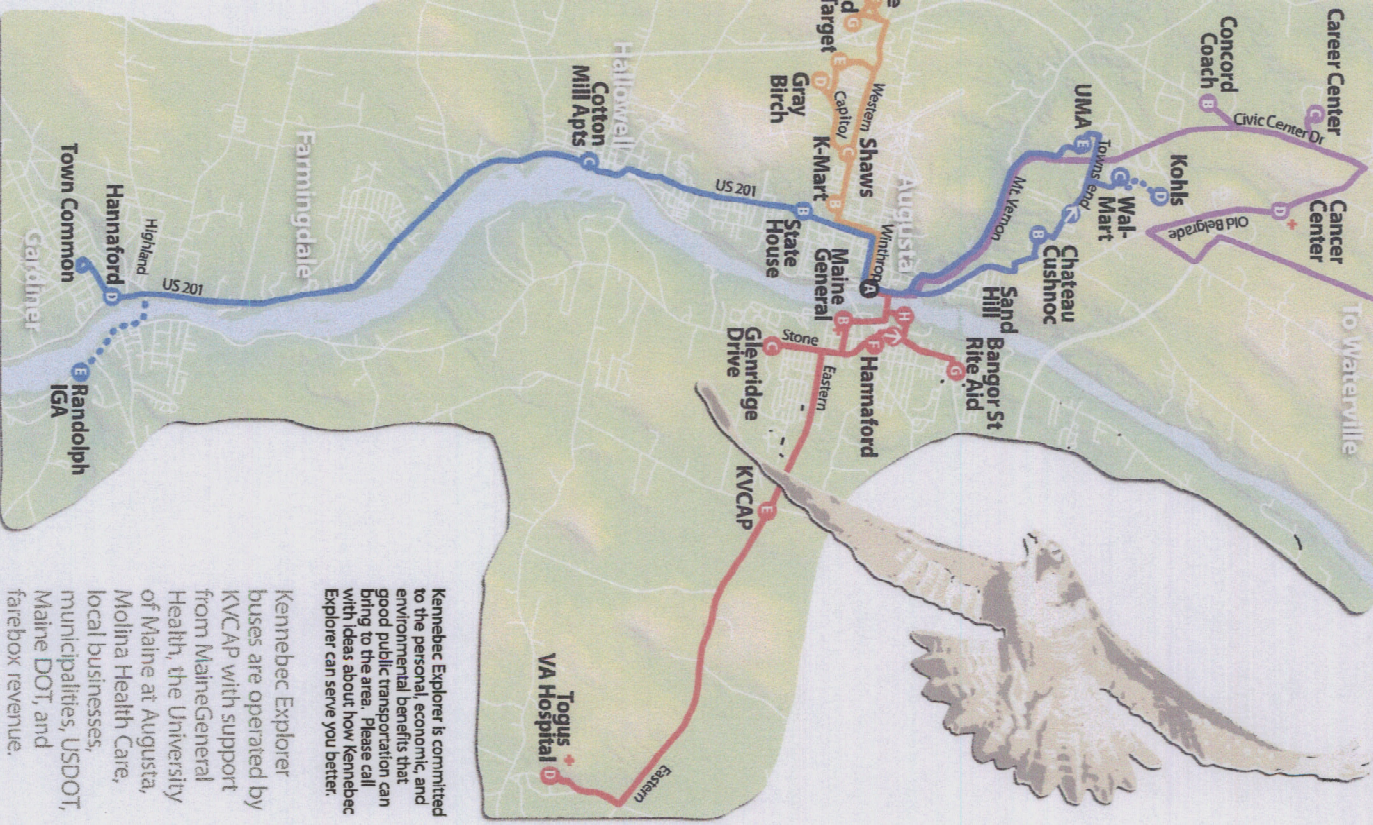 To Waterville
Career Center
C
Civic Center Dr
Cancer
Center
D
Old Belgrade
Concord
Coach
B
Kohls
D
Wal-
Mart
C
Townsend
UMA
E
Chateau
Cushnoc
B
Mt Vernon
Sand
Hill
Bangor St
Rite Aid
G
H
Augusta
Winthrop
A
Western
Shaws
C
Capitol
K-Mart
B
Hannaford
F
Maine
General
B
Target
E
G
Gray
Birch
D
Stone
Glenridge
Drive
C
Eastern
State
House
B
US 201
KVCAP
E
Hallowell
Cotton
Mill Apts
C
Eastern
Togus
VA Hospital
D
Farmingdale
US 201
Highland
Hannaford
D
Town Common
Randolph
IGA
E
Gardiner
Kennebec Explorer is committed
to the personal, economic, and
environmental benefits that
good public transportation can
bring to the area. Please call
with ideas about how Kennebec
Explorer can serve you better.
Kennebec Explorer
buses are operated by
KVCAP with support
from MaineGeneral
Health, the University
of Maine at Augusta,
Molina Health Care,
local businesses,
municipalities, USDOT,
Maine DOT, and
farebox revenue.